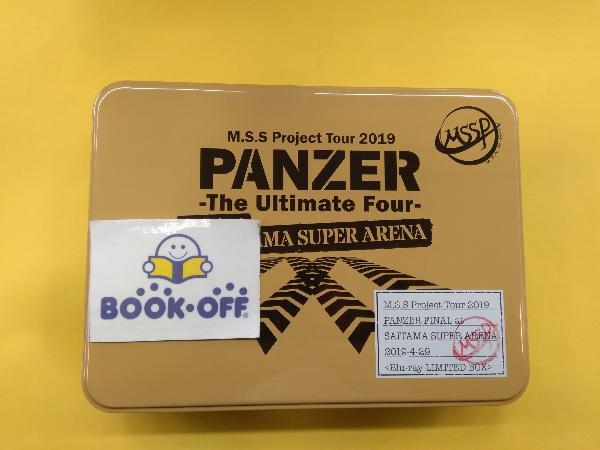 M.S.S Project Tour 2019
MSSP
PANZER
-The Ultimate Four-
AMA SUPER ARENA
BOOK·OFF®
M.S.S Project Tour 2019
PANZER FINAL at
SAITAMA SUPER ARENA
2019-4-29
<Blu-ray LIMITED BOX>
MSSP